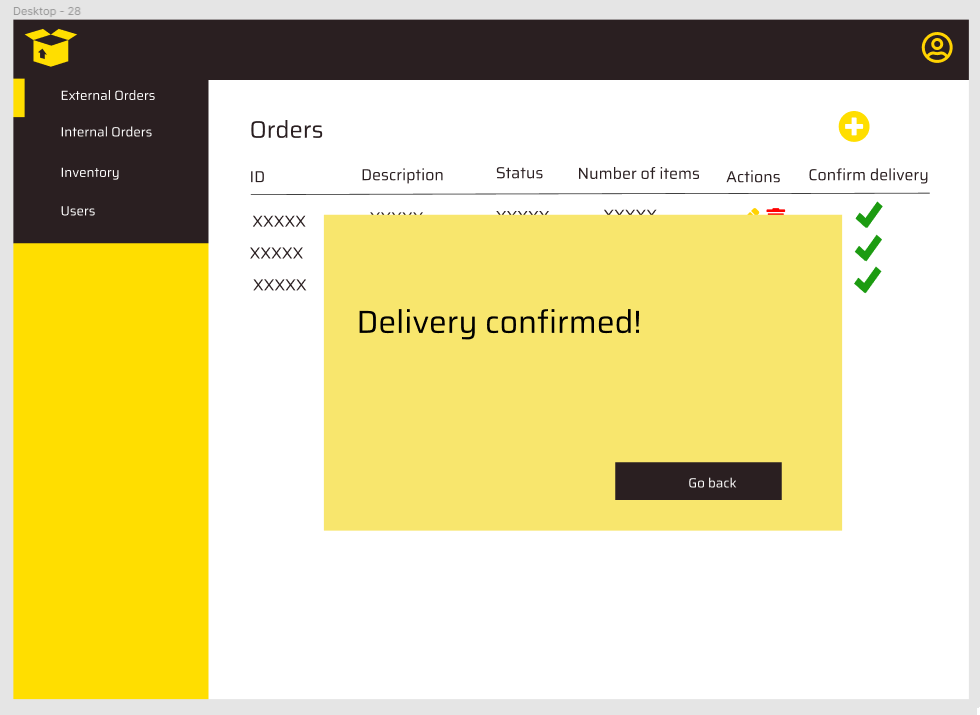 Desktop - 28
External Orders
Internal Orders
Inventory
Users
Orders
ID Description Status Number of items Actions Confirm delivery
XXXXX XXXXX XXXXX XXXXX
XXXXX
XXXXX
Delivery confirmed!
Go back